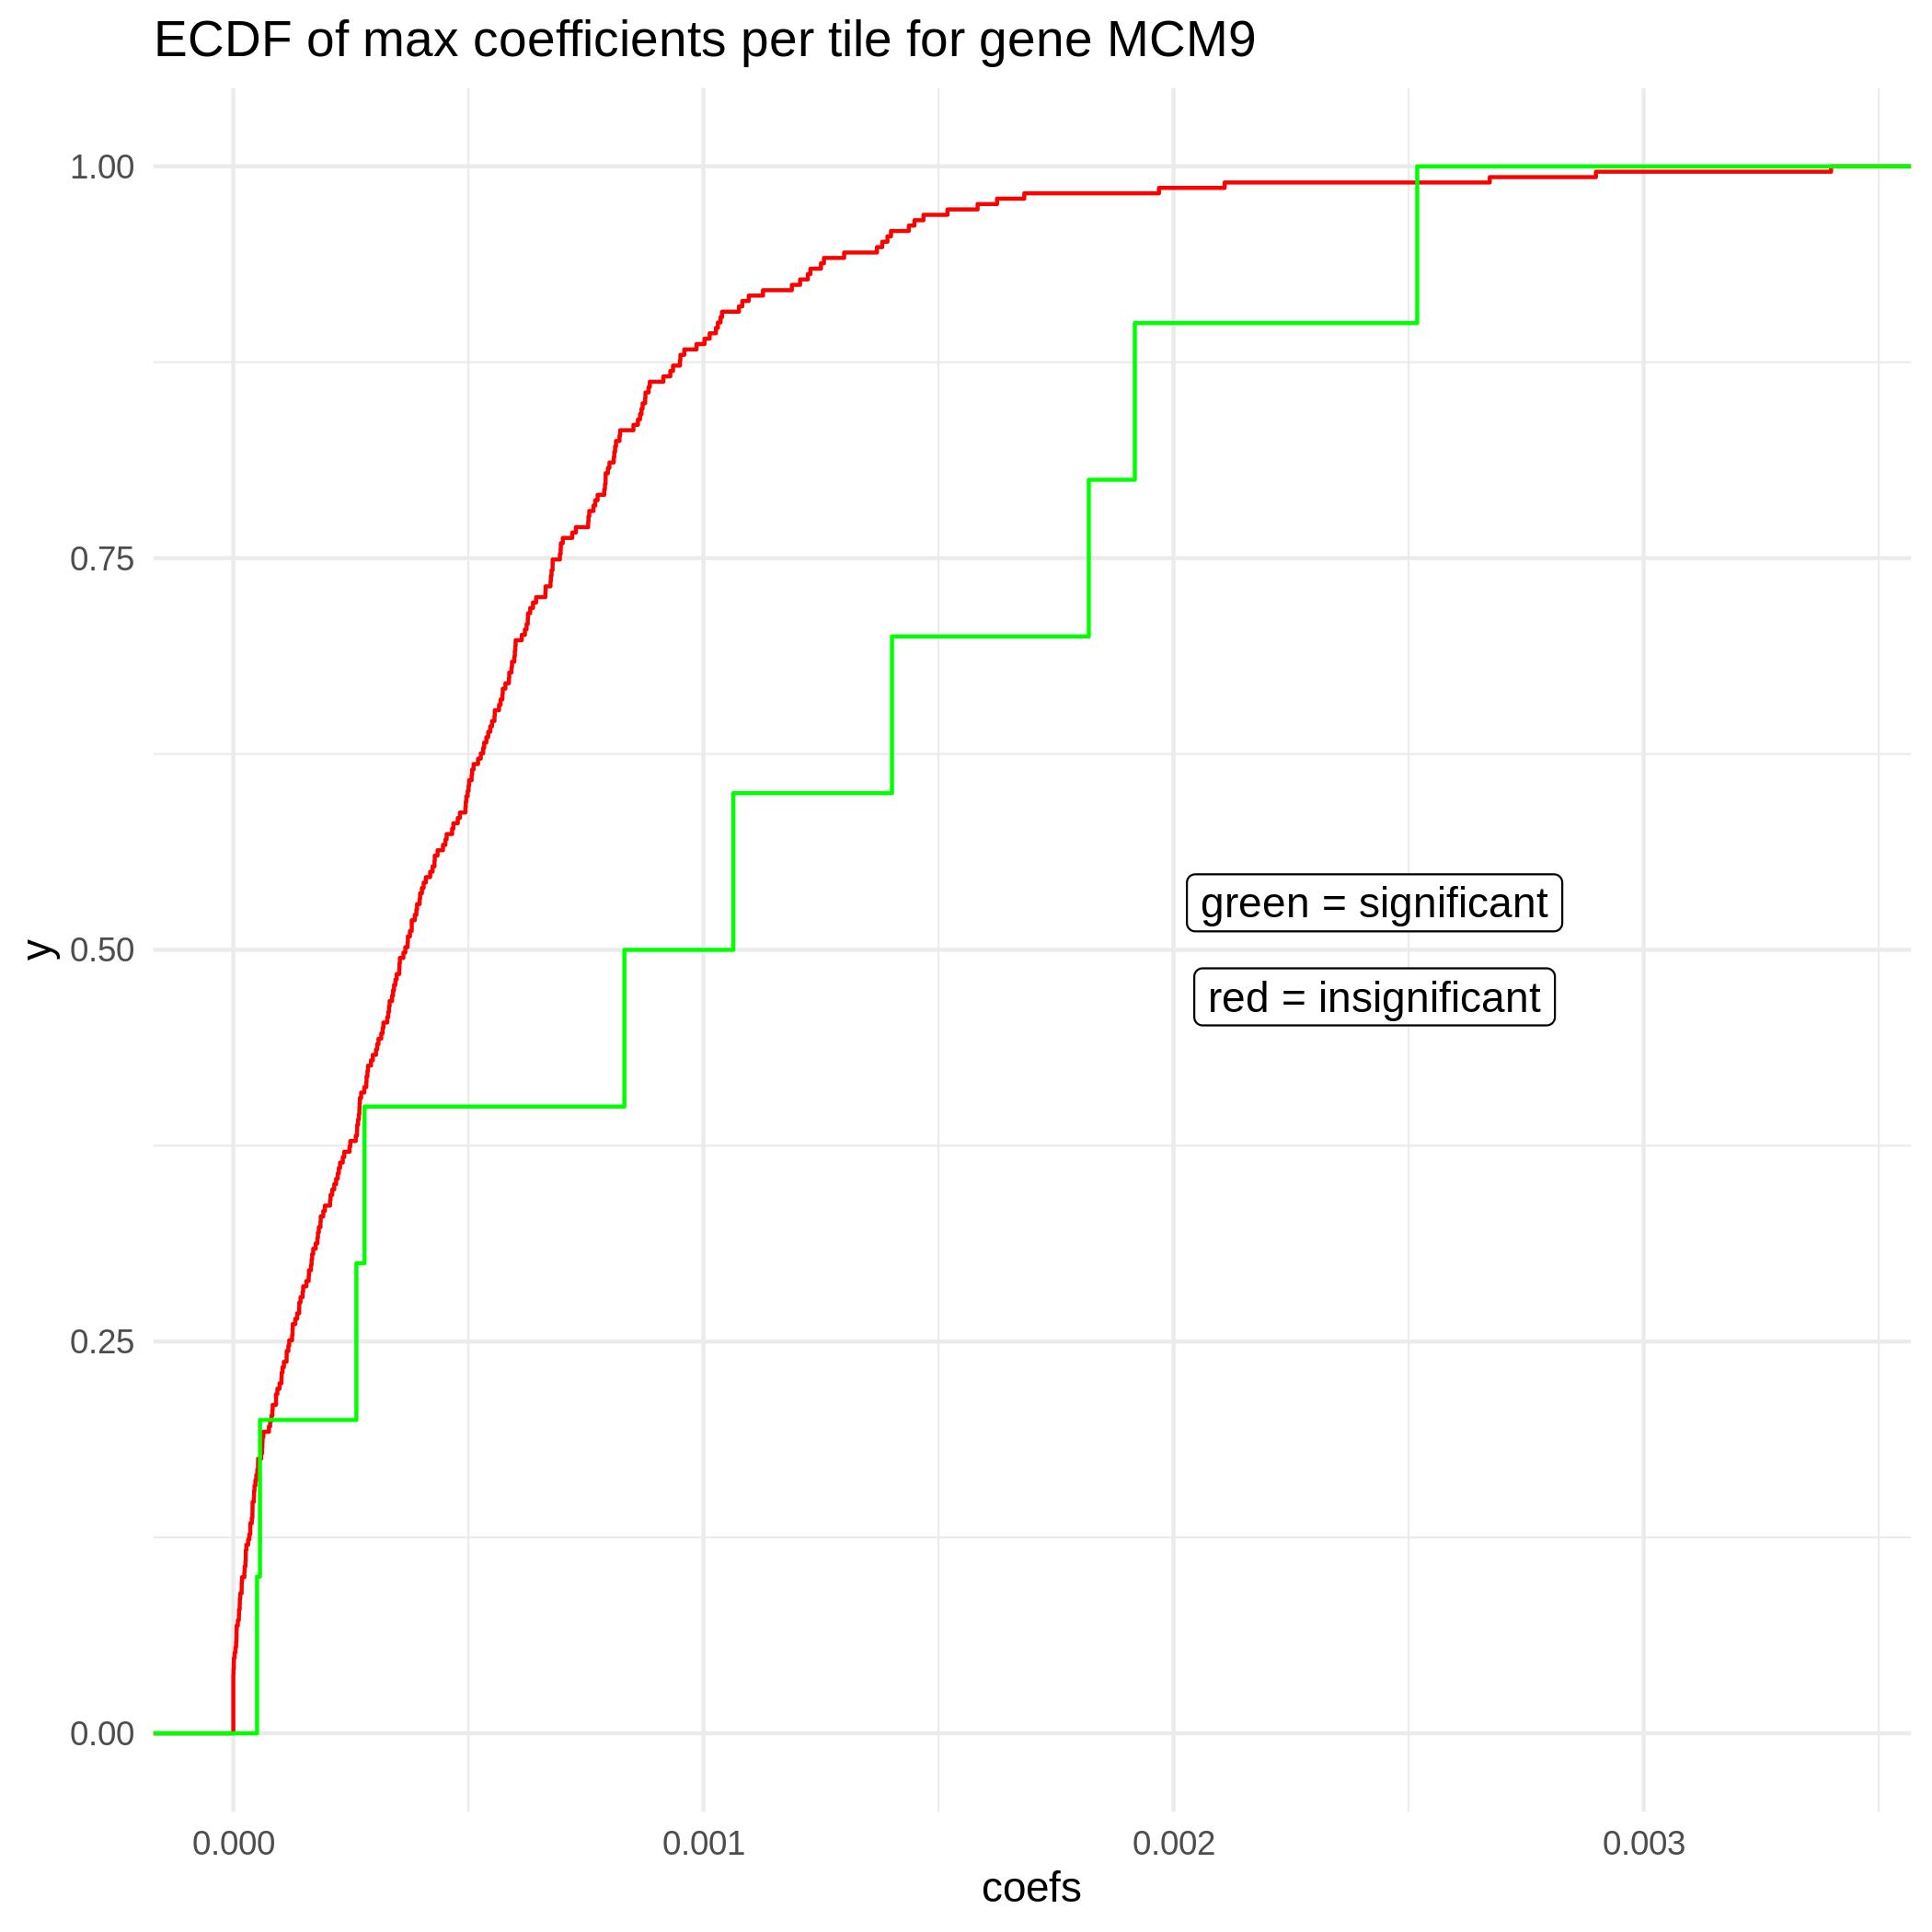 ECDF of max coefficients per tile for gene MCM9
1.00
0.75
0.50
0.25
0.00
y
green = significant
red = insignificant
0.000 0.001 0.002 0.003
coefs